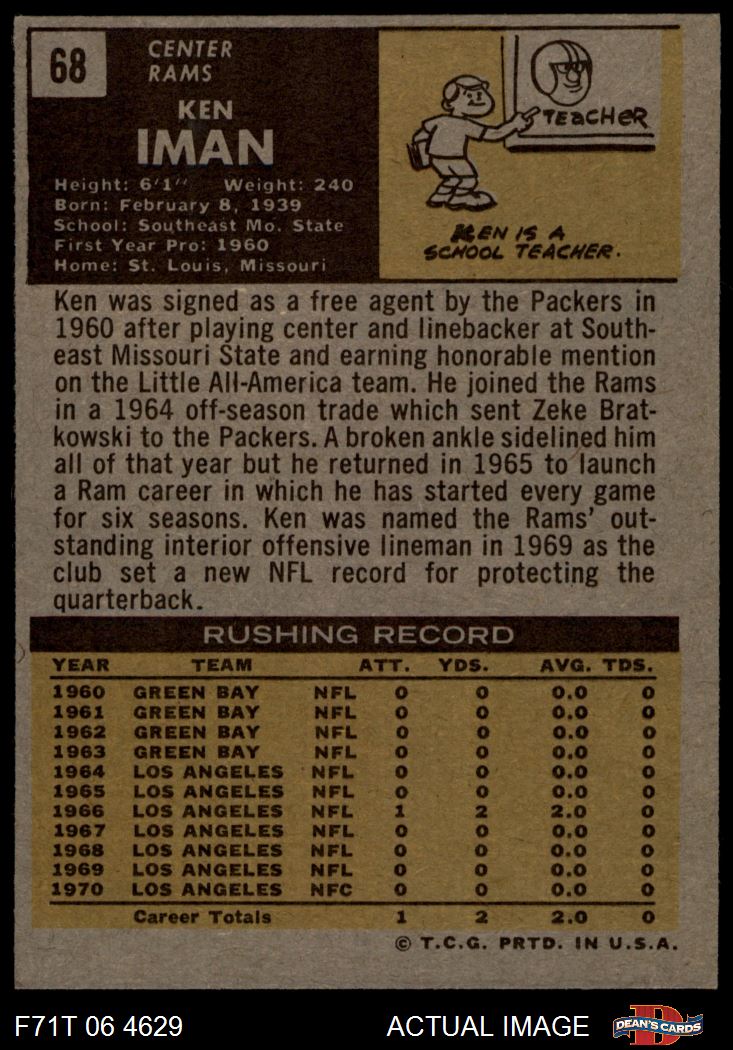 68
CENTER
RAMS
KEN
IMAN
Height: 6'1" Weight: 240
Born: February 8, 1939
School: Southeast Mo. State
First Year Pro: 1960
Home: St. Louis, Missouri
TEACHER
KEN IS A
SCHOOL TEACHER.
Ken was signed as a free agent by the Packers in
1960 after playing center and linebacker at South-
east Missouri State and earning honorable mention
on the Little All-America team. He joined the Rams
in a 1964 off-season trade which sent Zeke Brat-
kowski to the Packers. A broken ankle sidelined him
all of that year but he returned in 1965 to launch
a Ram career in which he has started every game
for six seasons. Ken was named the Rams' out-
standing interior offensive lineman in 1969 as the
club set a new NFL record for protecting the
quarterback.
RUSHING RECORD
YEAR TEAM ATT. YDS. AVG. TDS.
1960 GREEN BAY NFL 0 0 0.0 0
1961 GREEN BAY NFL 0 0 0.0 0
1962 GREEN BAY NFL 0 0 0.0 0
1963 GREEN BAY NFL 0 0 0.0 0
1964 LOS ANGELES NFL 0 0 0.0 0
1965 LOS ANGELES NFL 0 0 0.0 0
1966 LOS ANGELES NFL 1 2 2.0 0
1967 LOS ANGELES NFL 0 0 0.0 0
1968 LOS ANGELES NFL 0 0 0.0 0
1969 LOS ANGELES NFL 0 0 0.0 0
1970 LOS ANGELES NFC 0 0 0.0 0
Career Totals 1 2 2.0 0
© T.C.G. PRTD. IN U.S.A.
F71T 06 4629 ACTUAL IMAGE D DEAN'S CARDS